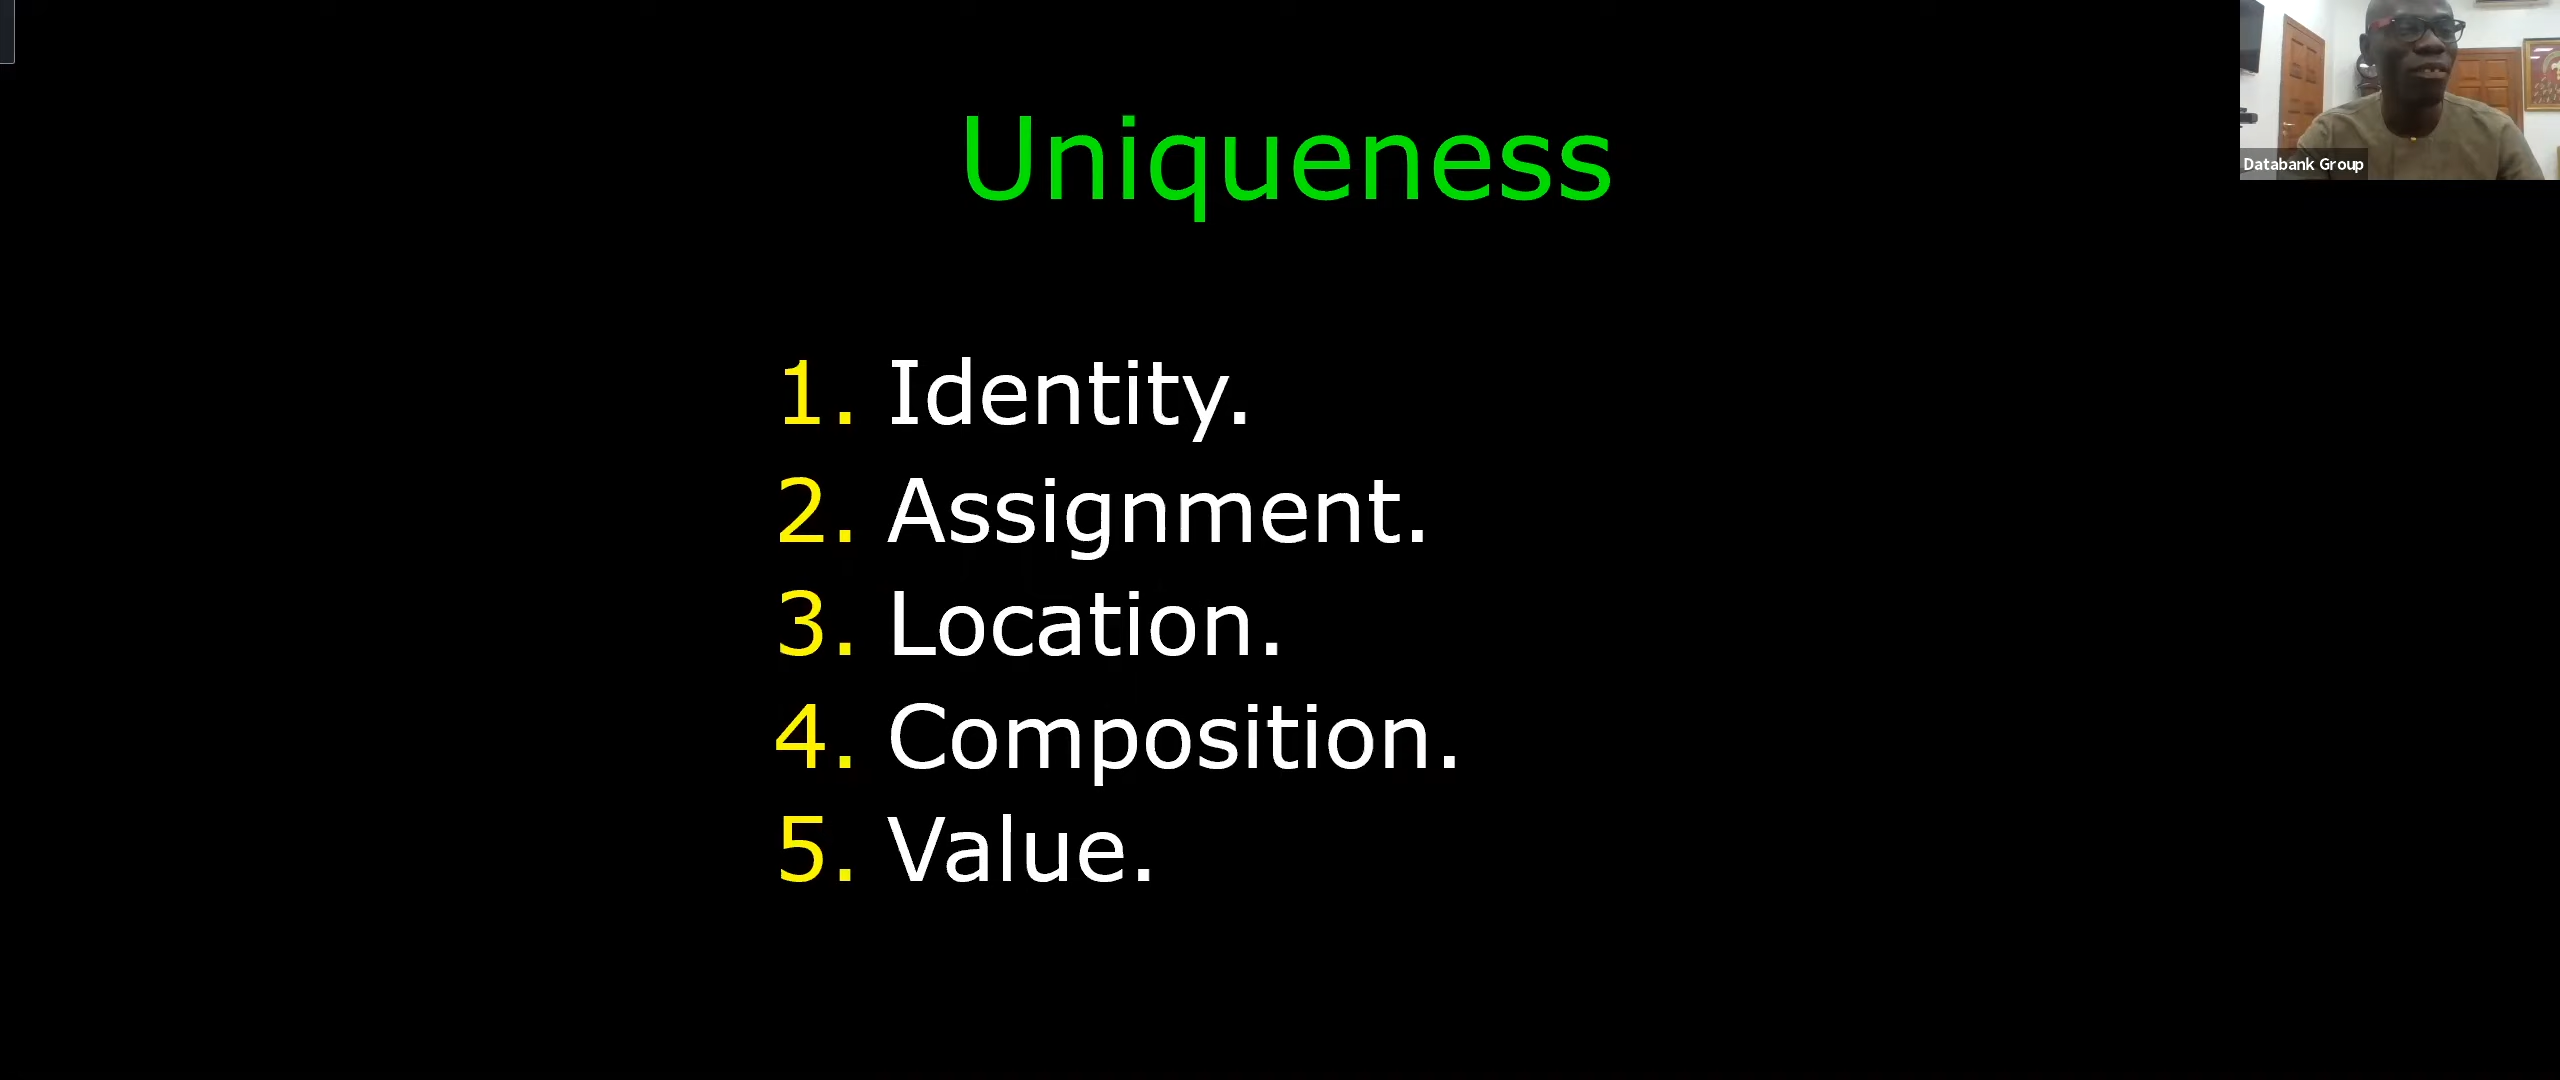 Uniqueness
Databank Group
1. Identity.
2. Assignment.
3. Location.
4. Composition.
5. Value.